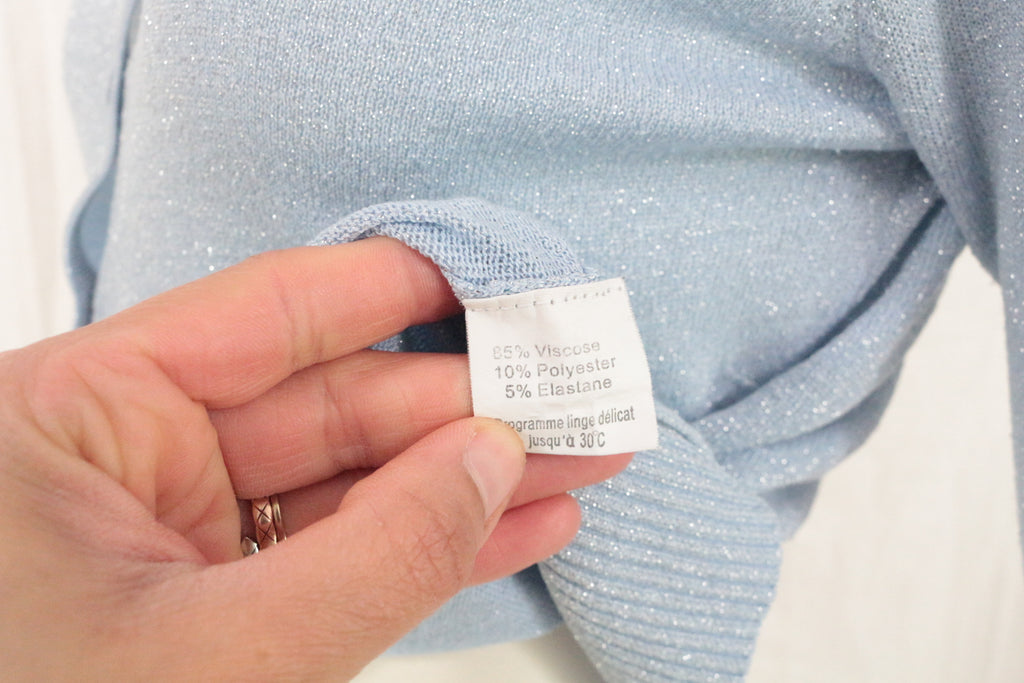 85% Viscose
10% Polyester
5% Elastane
Programme linge délicat
jusqu'à 30°C